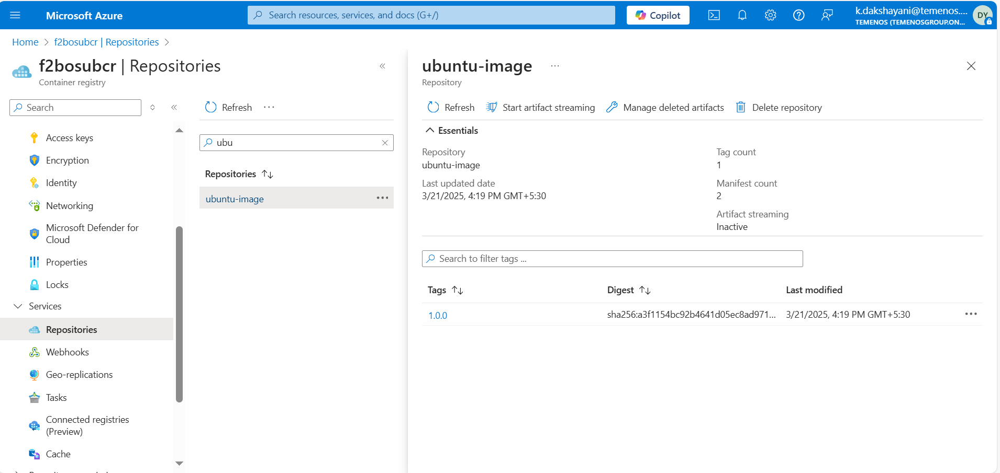 Microsoft Azure
Search resources, services, and docs (G+/)
Copilot
k.dakshayani@temenos....
TEMENOS (TEMENOSGROUP.ON...
DY
Home > f2bosubcr | Repositories >
f2bosubcr | Repositories
Container registry
Search
Access keys
Encryption
Identity
Networking
Microsoft Defender for
Cloud
Properties
Locks
Services
Repositories
Webhooks
Geo-replications
Tasks
Connected registries
(Preview)
Cache
Refresh
ubu
Repositories
ubuntu-image
ubuntu-image
Repository
Refresh
Start artifact streaming
Manage deleted artifacts
Delete repository
Essentials
Repository
ubuntu-image
Last updated date
3/21/2025, 4:19 PM GMT+5:30
Tag count
1
Manifest count
2
Artifact streaming
Inactive
Search to filter tags ...
Tags
Digest
Last modified
1.0.0
sha256:a3f1154bc92b4641d05ec8ad971...
3/21/2025, 4:19 PM GMT+5:30